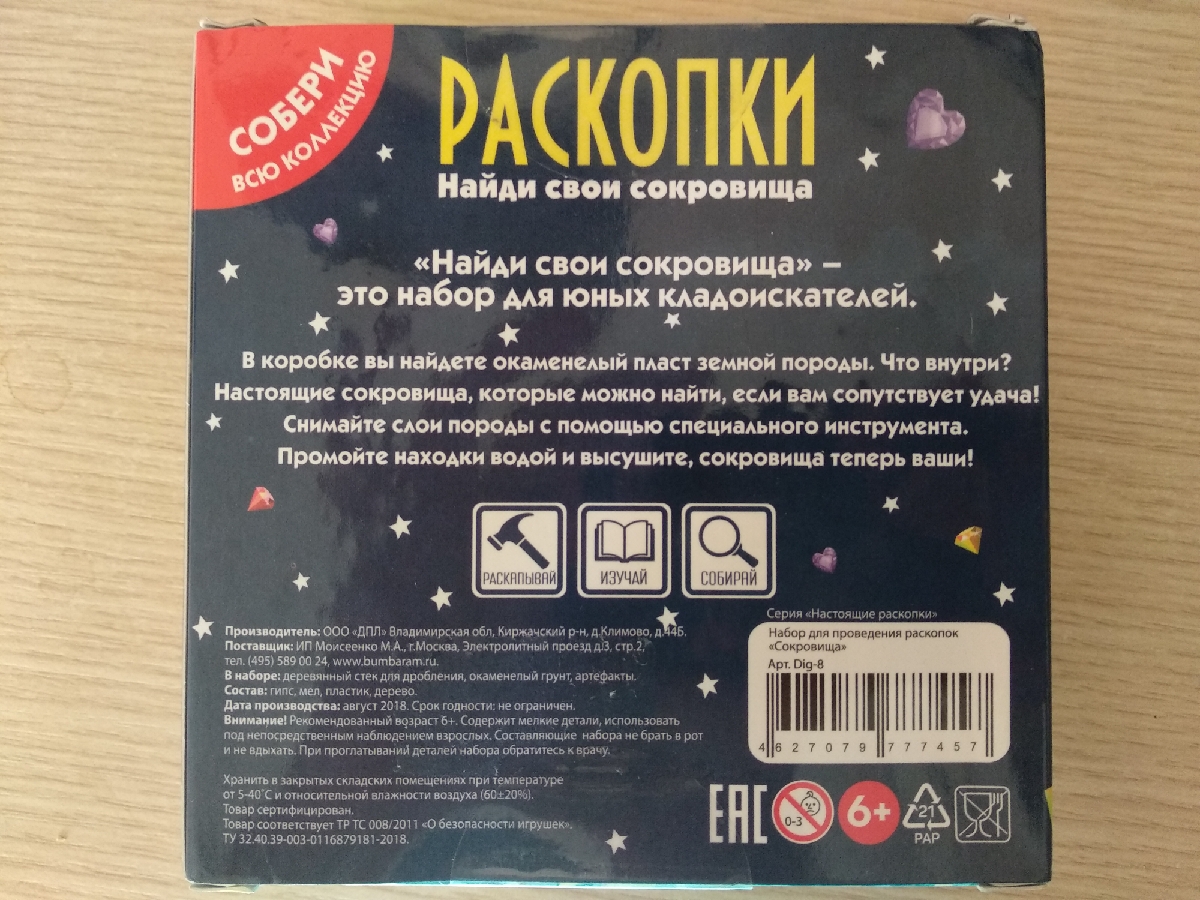 СОБЕРИ
ВСЮ КОЛЛЕКЦИЮ
РАСКОПКИ
Найди свои сокровища
«Найди свои сокровища» –
это набор для юных кладоискателей.
В коробке вы найдете окаменелый пласт земной породы. Что внутри?
Настоящие сокровища, которые можно найти, если вам сопутствует удача!
Снимайте слои породы с помощью специального инструмента.
Промойте находки водой и высушите, сокровища теперь ваши!
РАСКАПЫВАЙ
ИЗУЧАЙ
СОБИРАЙ
Производитель: ООО «ДПЛ» Владимирская обл, Киржачский р-н, д.Климово, д.44Б.
Поставщик: ИП Моисеенко М.А., г.Москва, Электролитный проезд д.3, стр.2,
тел. (495) 589 00 24, www.bumbaram.ru.
В наборе: деревянный стек для дробления, окаменелый грунт, артефакты.
Состав: гипс, мел, пластик, дерево.
Дата производства: август 2018. Срок годности: не ограничен.
Внимание! Рекомендованный возраст 6+. Содержит мелкие детали, использовать
под непосредственным наблюдением взрослых. Составляющие набора не брать в рот
и не вдыхать. При проглатываний деталей набора обратитесь к врачу.
Хранить в закрытых складских помещениях при температуре
от 5-40˚С и относительной влажности воздуха (60±20%).
Товар сертифицирован.
Товар соответствует ТР ТС 008/2011 «О безопасности игрушек».
ТУ 32.40.39-003-0116879181-2018.
Серия «Настоящие раскопки»
Набор для проведения раскопок
«Сокровища»
Арт. Dig-8
4 627079 777457
ЕАС
0-3
6+
21
PAP